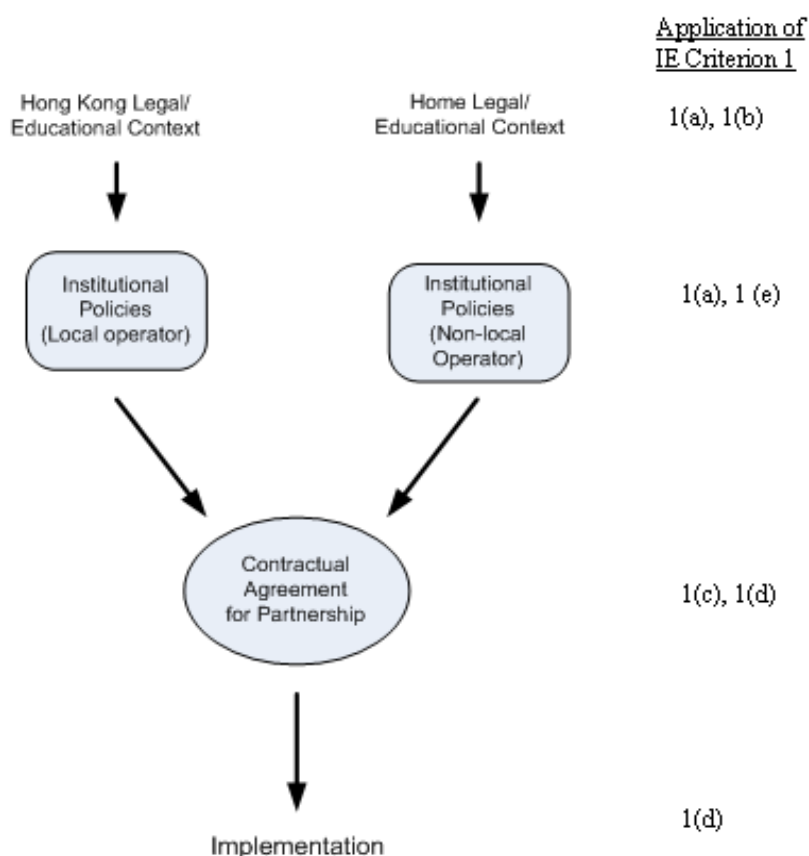 Application of
IE Criterion 1
Hong Kong Legal/
Educational Context
Home Legal/
Educational Context
1(a), 1(b)
Institutional
Policies
(Local operator)
Institutional
Policies
(Non-local
Operator)
1(a), 1 (e)
Contractual
Agreement
for Partnership
1(c), 1(d)
Implementation
1(d)